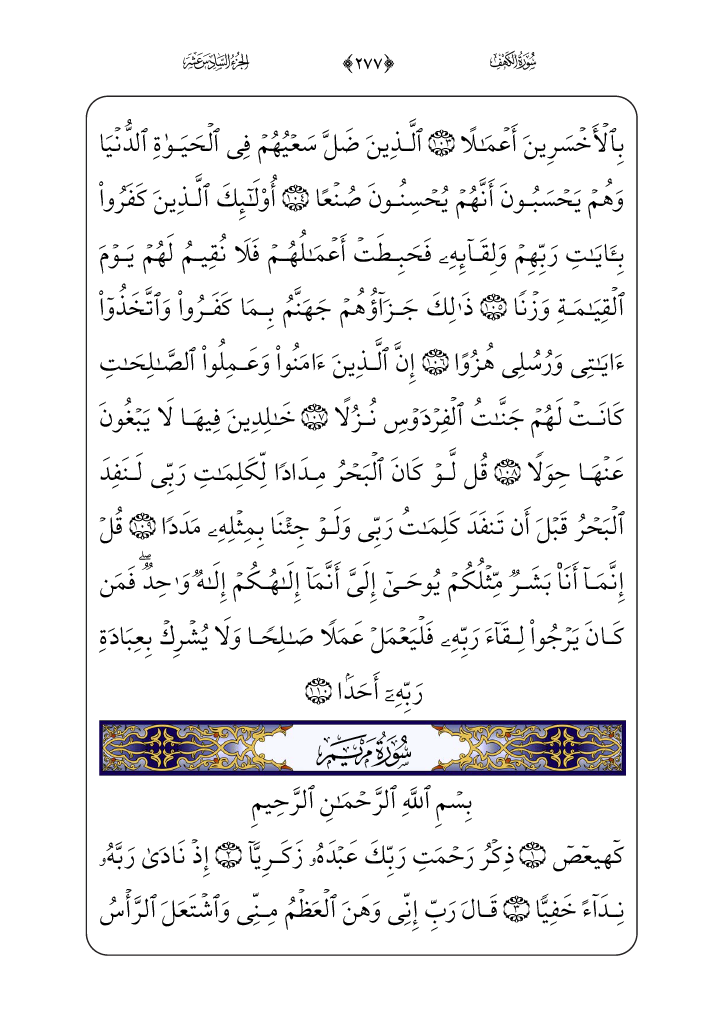 سُورَةُ الكَهْفِ ﴿٢٧٧﴾ الجُزْءُ السَّادِسَ عَشَرَ
بِٱلۡأَخۡسَرِينَ أَعۡمَٰلًا ١٠٣ ٱلَّذِينَ ضَلَّ سَعۡيُهُمۡ فِي ٱلۡحَيَوٰةِ ٱلدُّنۡيَا
وَهُمۡ يَحۡسَبُونَ أَنَّهُمۡ يُحۡسِنُونَ صُنۡعًا ١٠٤ أُوْلَٰٓئِكَ ٱلَّذِينَ كَفَرُواْ
بِـَٔايَٰتِ رَبِّهِمۡ وَلِقَآئِهِۦ فَحَبِطَتۡ أَعۡمَٰلُهُمۡ فَلَا نُقِيمُ لَهُمۡ يَوۡمَ
ٱلۡقِيَٰمَةِ وَزۡنًا ١٠٥ ذَٰلِكَ جَزَآؤُهُمۡ جَهَنَّمُ بِمَا كَفَرُواْ وَٱتَّخَذُوٓاْ
ءَايَٰتِي وَرُسُلِي هُزُوًا ١٠٦ إِنَّ ٱلَّذِينَ ءَامَنُواْ وَعَمِلُواْ ٱلصَّٰلِحَٰتِ
كَانَتۡ لَهُمۡ جَنَّٰتُ ٱلۡفِرۡدَوۡسِ نُزُلًا ١٠٧ خَٰلِدِينَ فِيهَا لَا يَبۡغُونَ
عَنۡهَا حِوَلًا ١٠٨ قُل لَّوۡ كَانَ ٱلۡبَحۡرُ مِدَادًا لِّكَلِمَٰتِ رَبِّي لَنَفِدَ
ٱلۡبَحۡرُ قَبۡلَ أَن تَنفَدَ كَلِمَٰتُ رَبِّي وَلَوۡ جِئۡنَا بِمِثۡلِهِۦ مَدَدًا ١٠٩ قُلۡ
إِنَّمَآ أَنَا۠ بَشَرٌ مِّثۡلُكُمۡ يُوحَىٰٓ إِلَيَّ أَنَّمَآ إِلَٰهُكُمۡ إِلَٰهٌ وَٰحِدٌۖ فَمَن
كَانَ يَرۡجُواْ لِقَآءَ رَبِّهِۦ فَلۡيَعۡمَلۡ عَمَلًا صَٰلِحًا وَلَا يُشۡرِكۡ بِعِبَادَةِ
رَبِّهِۦٓ أَحَدَۢا ١١٠
سُورَةُ مَرۡيَمَ
بِسۡمِ ٱللَّهِ ٱلرَّحۡمَٰنِ ٱلرَّحِيمِ
كٓهيعٓصٓ ١ ذِكۡرُ رَحۡمَتِ رَبِّكَ عَبۡدَهُۥ زَكَرِيَّآ ٢ إِذۡ نَادَىٰ رَبَّهُۥ
نِدَآءً خَفِيًّا ٣ قَالَ رَبِّ إِنِّي وَهَنَ ٱلۡعَظۡمُ مِنِّي وَٱشۡتَعَلَ ٱلرَّأۡسُ